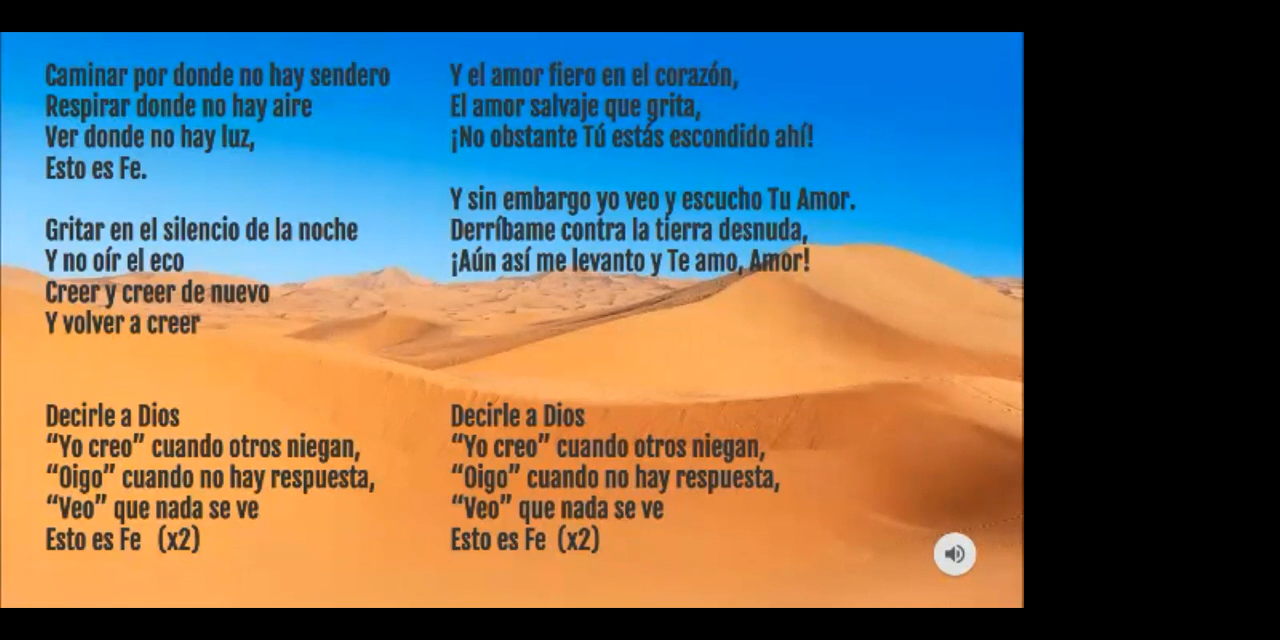 Caminar por donde no hay sendero
Respirar donde no hay aire
Ver donde no hay luz,
Esto es Fe.
Gritar en el silencio de la noche
Y no oír el eco
Creer y creer de nuevo
Y volver a creer
Decirle a Dios
“Yo creo” cuando otros niegan,
“Oigo” cuando no hay respuesta,
“Veo” que nada se ve
Esto es Fe (x2)
Y el amor fiero en el corazón,
El amor salvaje que grita,
¡No obstante Tú estás escondido ahí!
Y sin embargo yo veo y escucho Tu Amor.
Derríbame contra la tierra desnuda,
¡Aún así me levanto y Te amo, Amor!
Decirle a Dios
“Yo creo” cuando otros niegan,
“Oigo” cuando no hay respuesta,
“Veo” que nada se ve
Esto es Fe (x2)